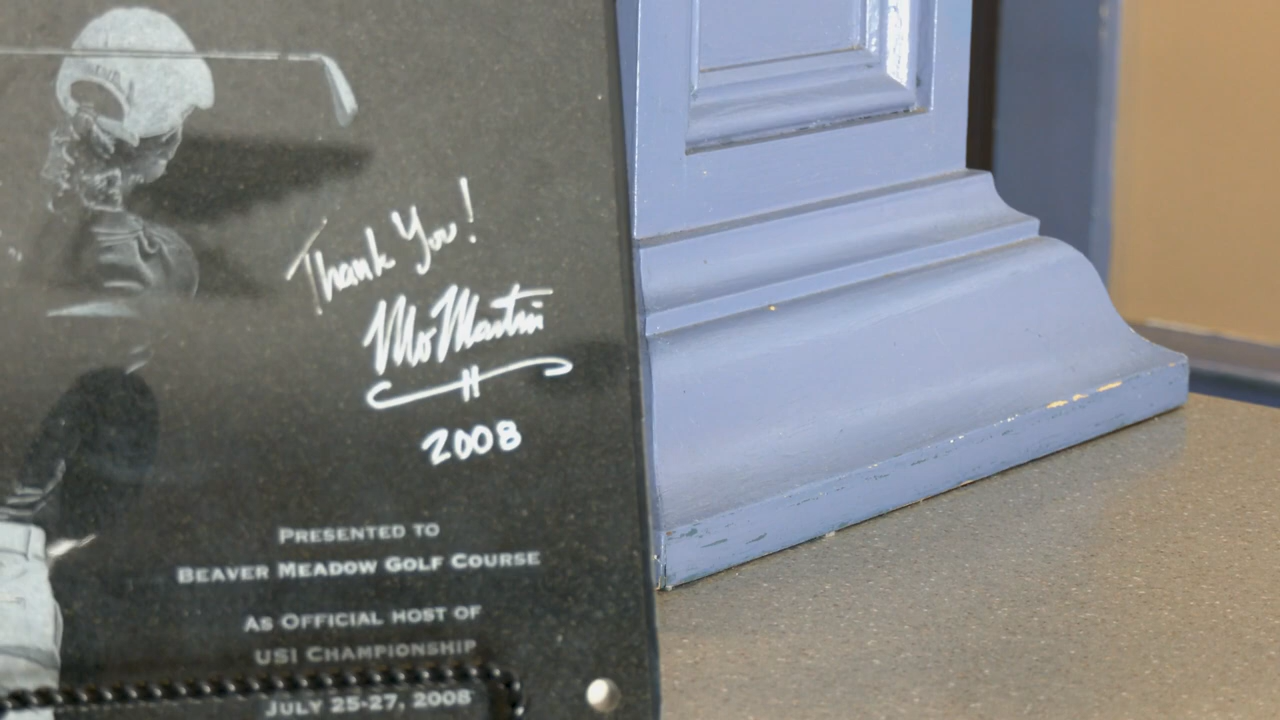 Thank You!
Mo Martin
2008
PRESENTED TO
BEAVER MEADOW GOLF COURSE
AS OFFICIAL HOST OF
USI CHAMPIONSHIP
JULY 25-27, 2008